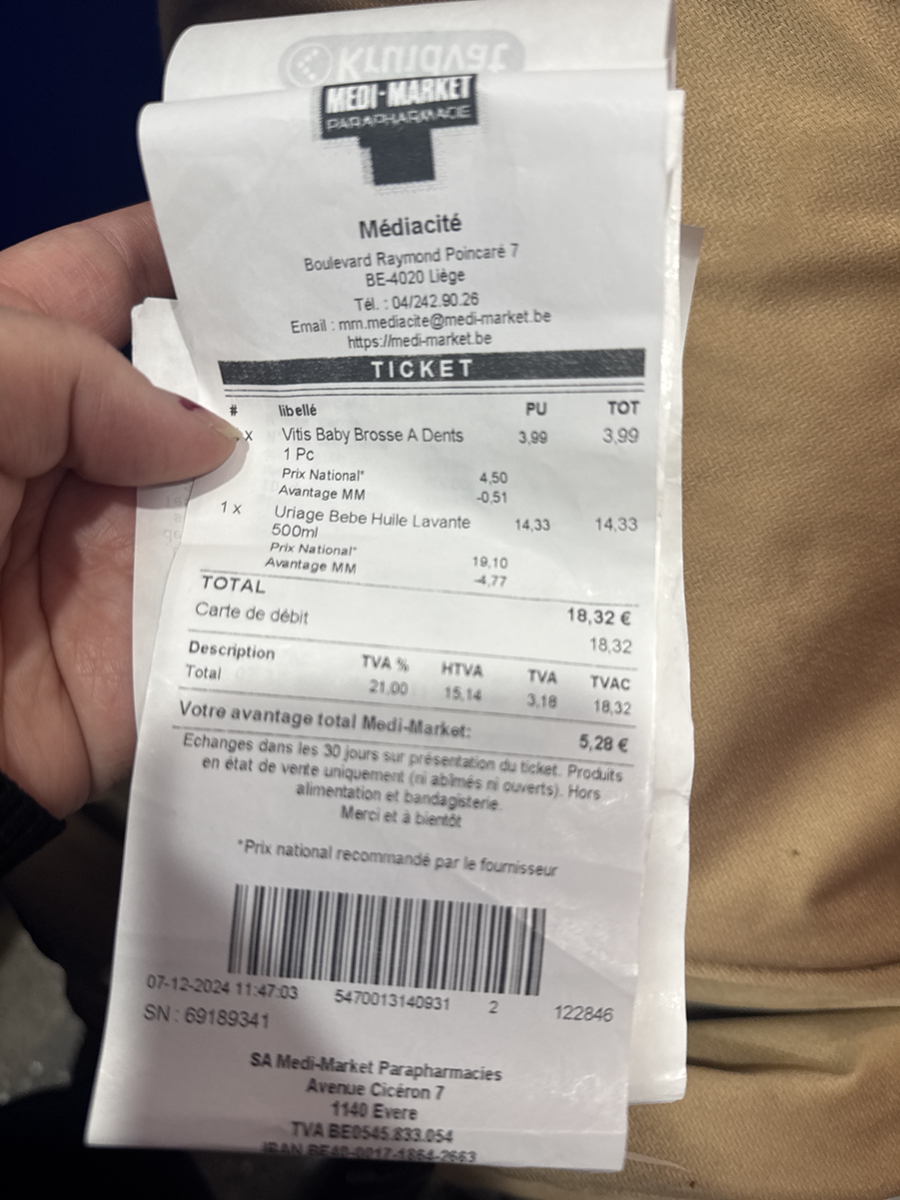 Kruidvat
MEDI-MARKET
PARAPHARMACIE
Médiacité
Boulevard Raymond Poincaré 7
BE-4020 Liège
Tél. : 04/242.90.26
Email : mm.mediacite@medi-market.be
https://medi-market.be
TICKET
# libellé PU TOT
x Vitis Baby Brosse A Dents 3,99 3,99
1 Pc
Prix National* 4,50
Avantage MM -0,51
1 x Uriage Bebe Huile Lavante 14,33 14,33
500ml
Prix National* 19,10
Avantage MM -4,77
TOTAL 18,32 €
Carte de débit 18,32
Description TVA % HTVA TVA TVAC
Total 21,00 15,14 3,18 18,32
Votre avantage total Medi-Market: 5,28 €
Echanges dans les 30 jours sur présentation du ticket. Produits
en état de vente uniquement (ni abîmés ni ouverts). Hors
alimentation et bandagisterie.
Merci et à bientôt
*Prix national recommandé par le fournisseur
07-12-2024 11:47:03 5470013140931 2 122846
SN : 69189341
SA Medi-Market Parapharmacies
Avenue Cicéron 7
1140 Evere
TVA BE0545.833.054
IBAN BE40-0017-1864-2663